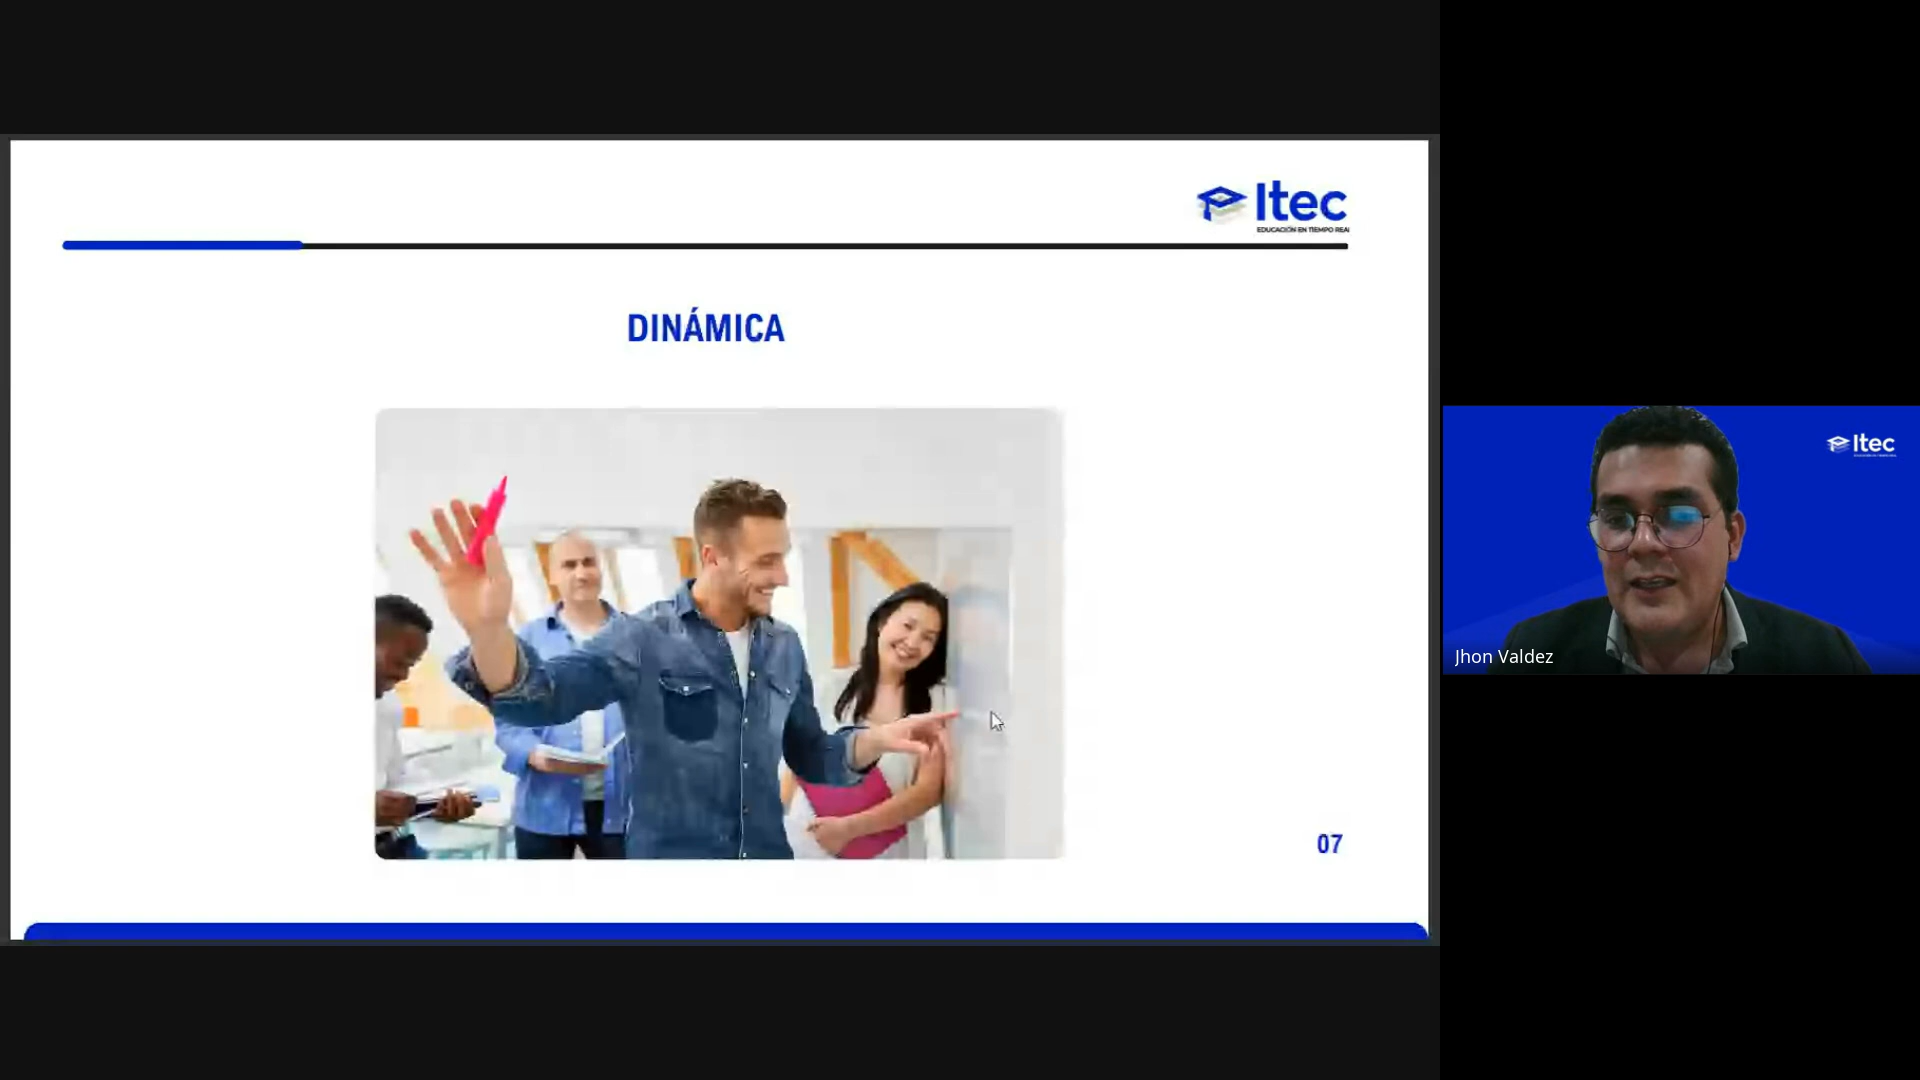 Itec
EDUCACIÓN EN TIEMPO REAL
DINÁMICA
07
Itec
Jhon Valdez